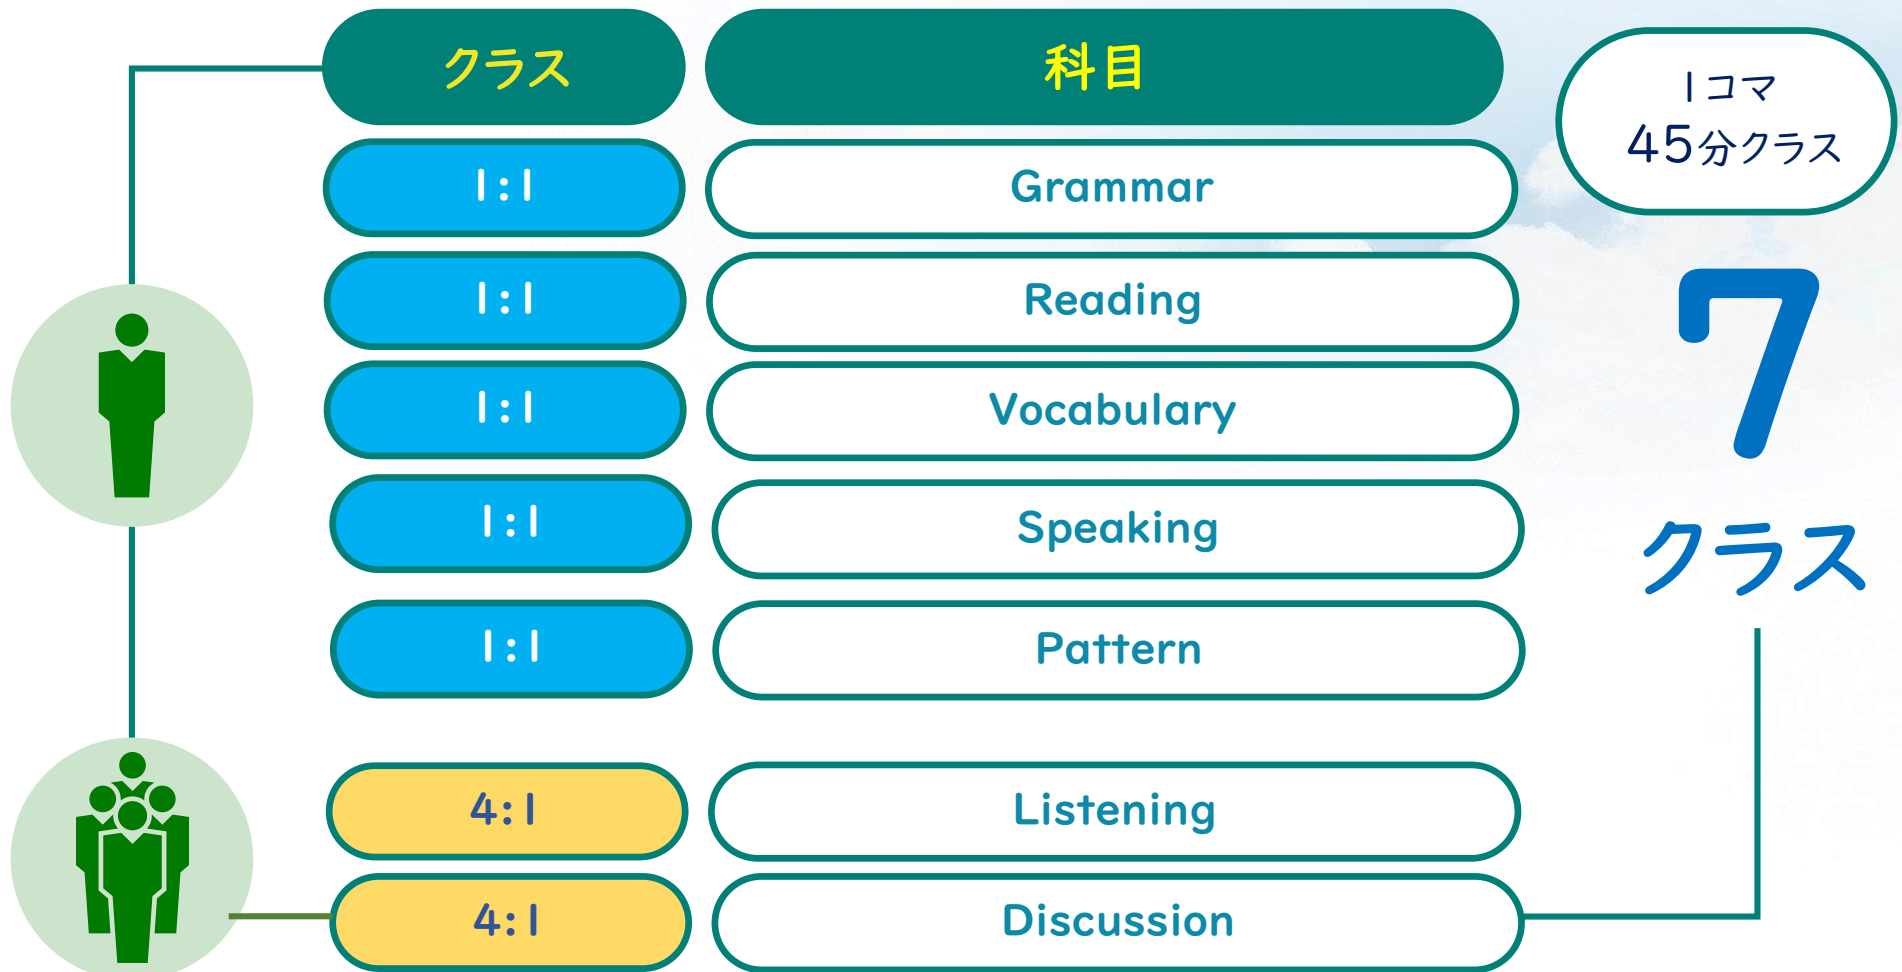 クラス 科目
1:1 Grammar
1:1 Reading
1:1 Vocabulary
1:1 Speaking
1:1 Pattern
4:1 Listening
4:1 Discussion
1コマ
45分クラス
7
クラス